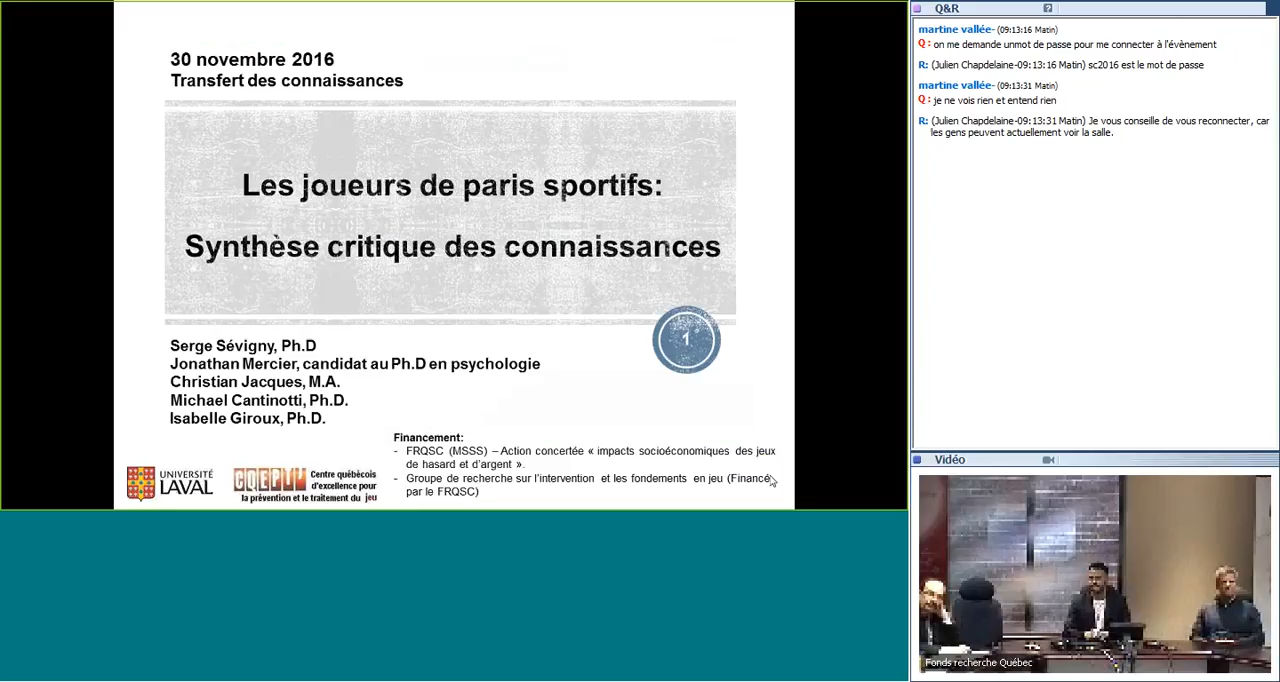 30 novembre 2016
Transfert des connaissances
Les joueurs de paris sportifs:
Synthèse critique des connaissances
1
Serge Sévigny, Ph.D
Jonathan Mercier, candidat au Ph.D en psychologie
Christian Jacques, M.A.
Michael Cantinotti, Ph.D.
Isabelle Giroux, Ph.D.
Financement:
- FRQSC (MSSS) – Action concertée « impacts socioéconomiques des jeux
de hasard et d'argent ».
- Groupe de recherche sur l'intervention et les fondements en jeu (Financé
par le FRQSC)
UNIVERSITÉ
LAVAL
CQEPTJ
Centre québécois
d'excellence pour
la prévention et le traitement du jeu
Q&R
martine vallée- (09:13:16 Matin)
Q : on me demande unmot de passe pour me connecter à l'évènement
R: (Julien Chapdelaine-09:13:16 Matin) sc2016 est le mot de passe
martine vallée- (09:13:31 Matin)
Q : je ne vois rien et entend rien
R: (Julien Chapdelaine-09:13:31 Matin) Je vous conseille de vous reconnecter, car
les gens peuvent actuellement voir la salle.
Vidéo
Fonds recherche Québec